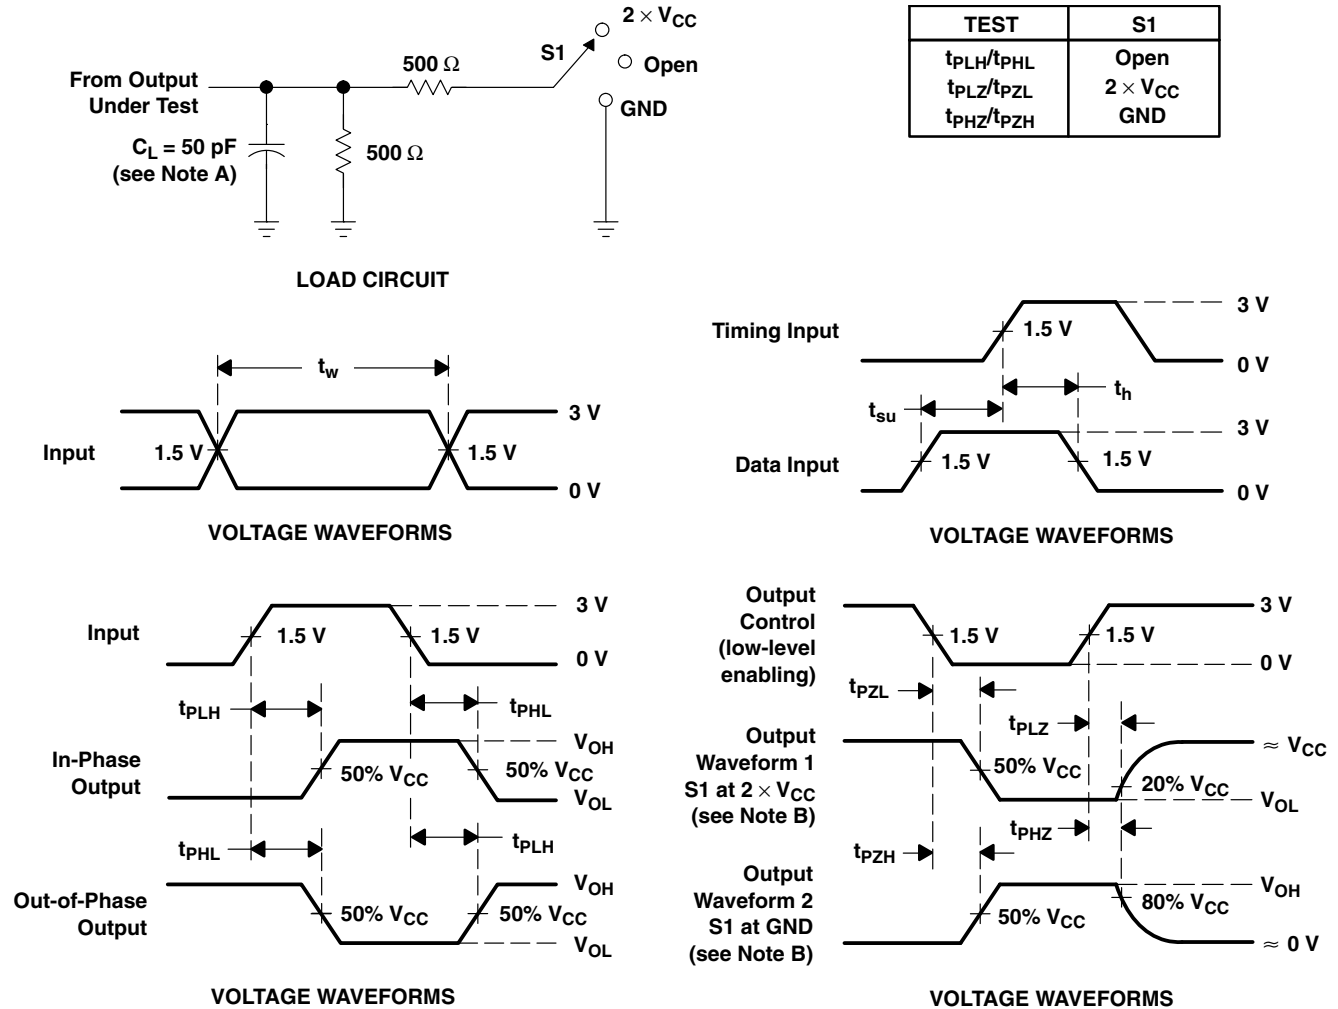 2 × VCC
S1
Open
500 Ω
From Output
Under Test
GND
CL = 50 pF
(see Note A)
500 Ω
LOAD CIRCUIT
TEST S1
tPLH/tPHL Open
tPLZ/tPZL 2 × VCC
tPHZ/tPZH GND
tw
3 V
Input
1.5 V
1.5 V
0 V
VOLTAGE WAVEFORMS
3 V
Timing Input
1.5 V
0 V
th
tsu
3 V
Data Input
1.5 V
1.5 V
0 V
VOLTAGE WAVEFORMS
3 V
Input
1.5 V
1.5 V
0 V
tPLH
tPHL
VOH
In-Phase
Output
50% VCC
50% VCC
VOL
tPHL
tPLH
VOH
Out-of-Phase
Output
50% VCC
50% VCC
VOL
VOLTAGE WAVEFORMS
Output
Control
(low-level
enabling)
3 V
1.5 V
1.5 V
0 V
tPZL
tPLZ
Output
Waveform 1
S1 at 2 × VCC
(see Note B)
≈ VCC
50% VCC
20% VCC
VOL
tPHZ
tPZH
Output
Waveform 2
S1 at GND
(see Note B)
VOH
80% VCC
50% VCC
≈ 0 V
VOLTAGE WAVEFORMS